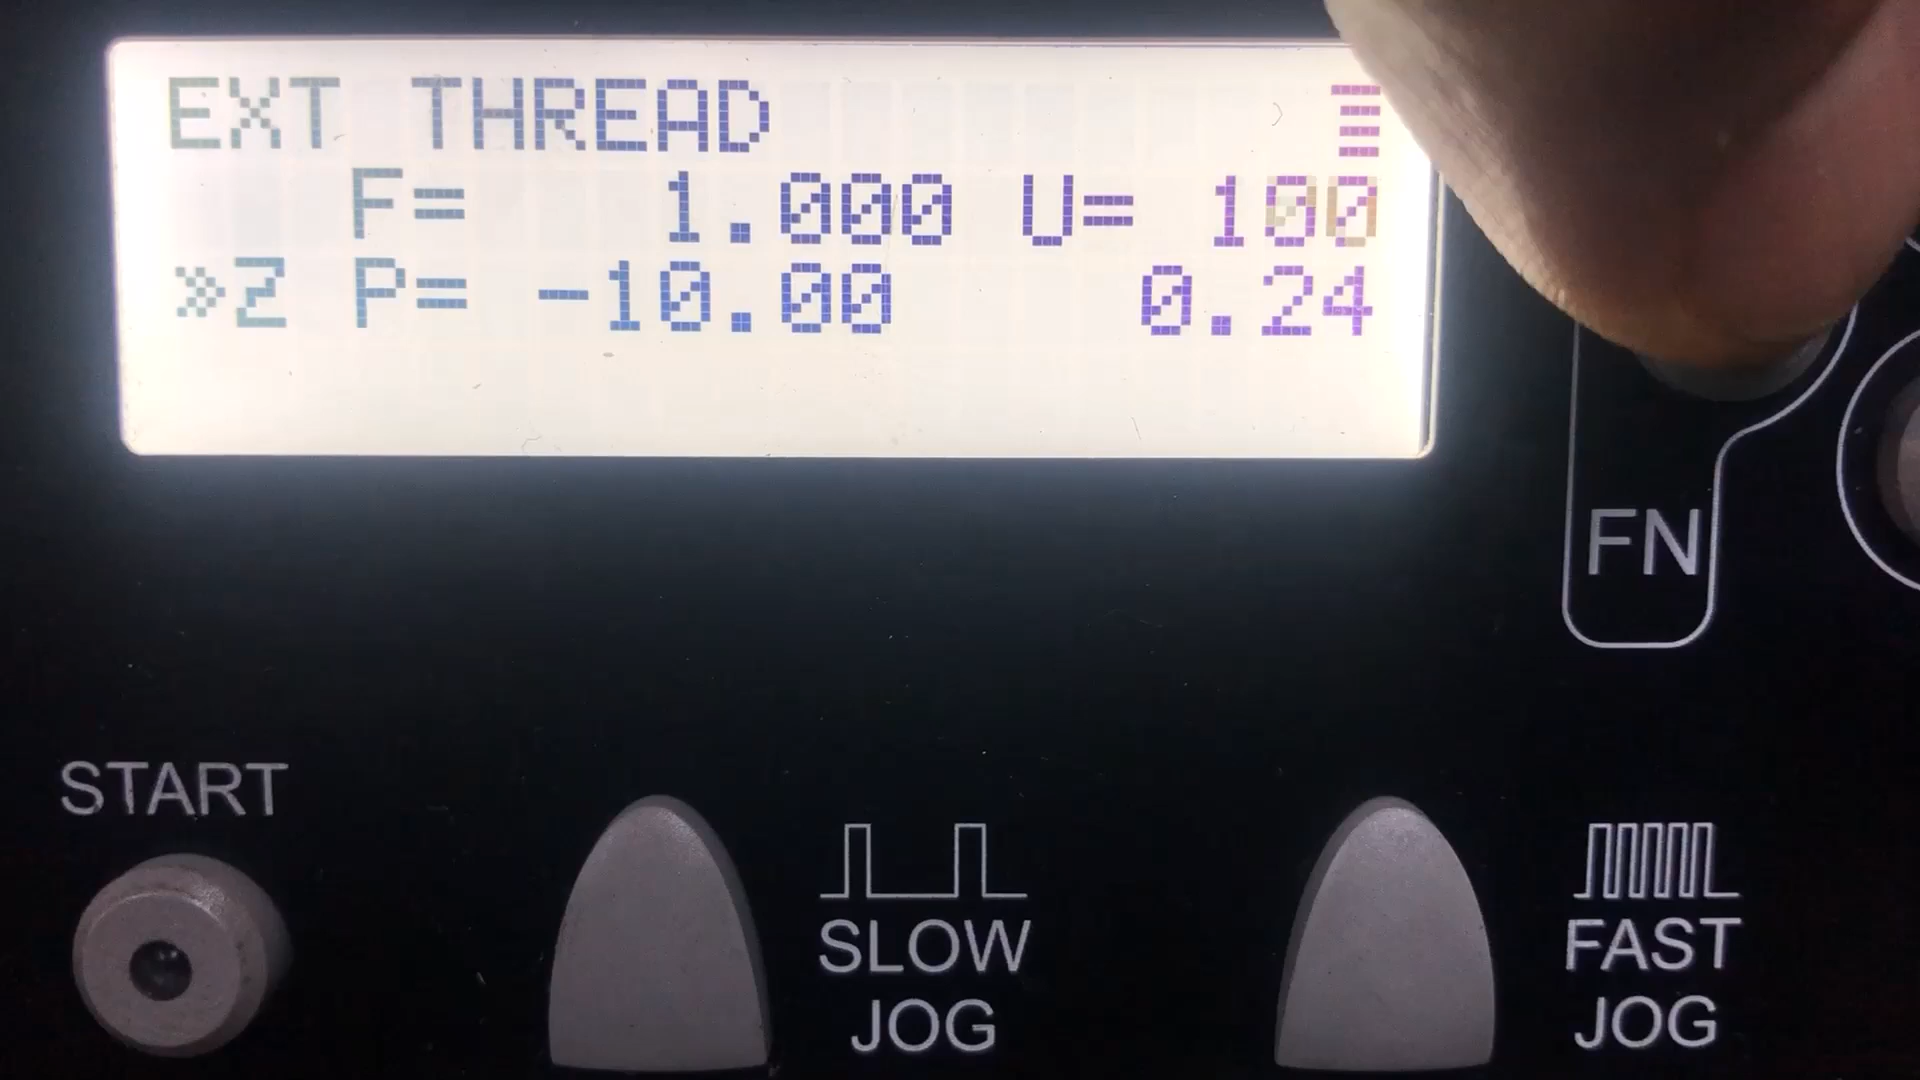 EXT THREAD
F= 1.000 U= 100
»Z P= -10.00 0.24
FN
START
SLOW JOG
FAST JOG